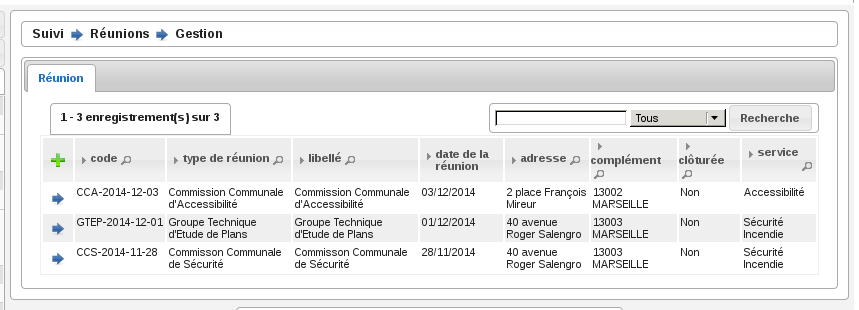 Suivi Réunions Gestion
Réunion
1 - 3 enregistrement(s) sur 3
Tous Recherche
code type de réunion libellé date de la réunion adresse complément clôturée service
CCA-2014-12-03 Commission Communale d'Accessibilité Commission Communale d'Accessibilité 03/12/2014 2 place François Mireur 13002 MARSEILLE Non Accessibilité
GTEP-2014-12-01 Groupe Technique d'Etude de Plans Groupe Technique d'Etude de Plans 01/12/2014 40 avenue Roger Salengro 13003 MARSEILLE Non Sécurité Incendie
CCS-2014-11-28 Commisson Communale de Sécurité Commisson Communale de Sécurité 28/11/2014 40 avenue Roger Salengro 13003 MARSEILLE Non Sécurité Incendie